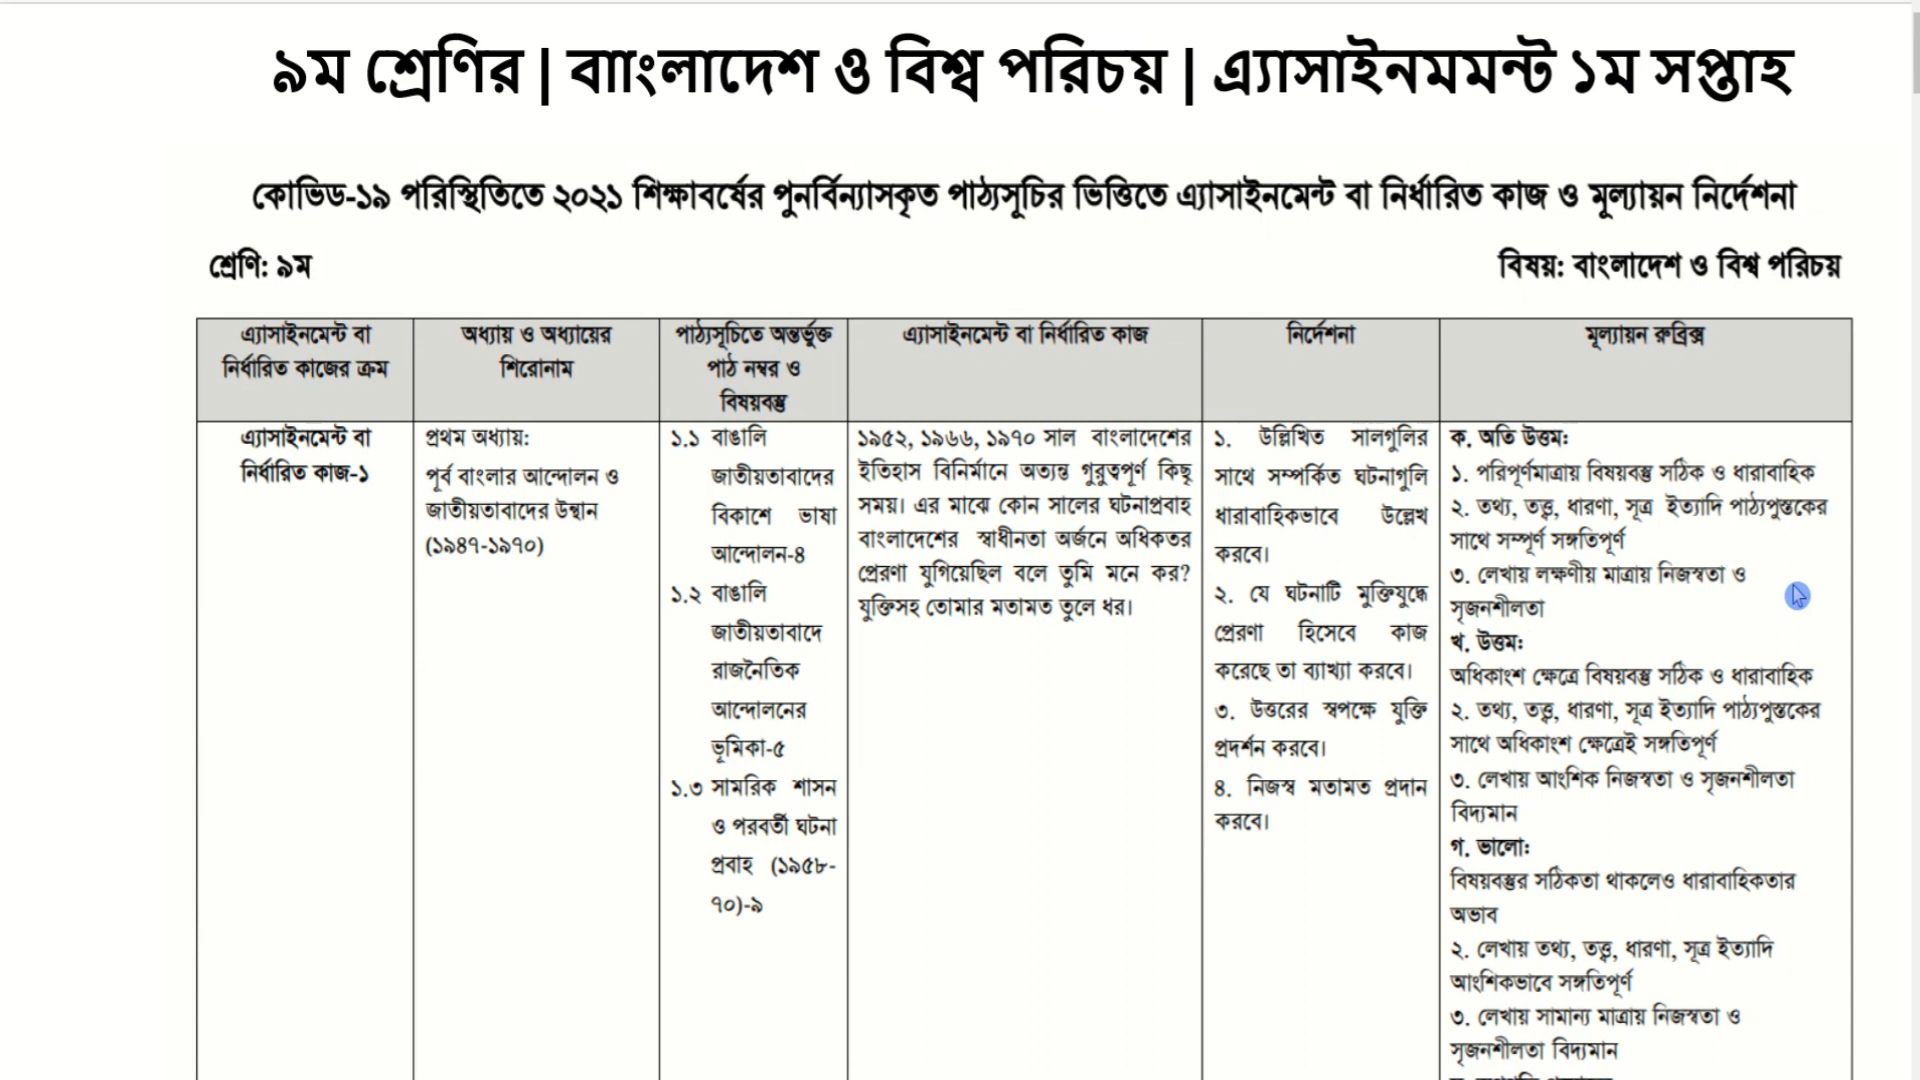 ৯ম শ্রেণির | বাাংলাদেশ ও বিশ্ব পরিচয় | এ্যাসাইনমমন্ট ১ম সপ্তাহ
কোভিড-১৯ পরিস্থিতিতে ২০২১ শিক্ষাবর্ষের পুনর্বিন্যাসকৃত পাঠ্যসূচির ভিত্তিতে এ্যাসাইনমেন্ট বা নির্ধারিত কাজ ও মূল্যায়ন নির্দেশনা
শ্রেণি: ৯ম
বিষয়: বাংলাদেশ ও বিশ্ব পরিচয়
এ্যাসাইনমেন্ট বা
নির্ধারিত কাজের ক্রম
অধ্যায় ও অধ্যায়ের
শিরোনাম
পাঠ্যসূচিতে অন্তর্ভুক্ত
পাঠ নম্বর ও
বিষয়বস্তু
এ্যাসাইনমেন্ট বা নির্ধারিত কাজ
নির্দেশনা
মূল্যায়ন রুব্রিক্স
এ্যাসাইনমেন্ট বা
নির্ধারিত কাজ-১
প্রথম অধ্যায়:
পূর্ব বাংলার আন্দোলন ও
জাতীয়তাবাদের উত্থান
(১৯৪৭-১৯৭০)
১.১ বাঙালি
জাতীয়তাবাদের
বিকাশে ভাষা
আন্দোলন-৪
১.২ বাঙালি
জাতীয়তাবাদে
রাজনৈতিক
আন্দোলনের
ভূমিকা-৫
১.৩ সামরিক শাসন
ও পরবর্তী ঘটনা
প্রবাহ (১৯৫৮-
৭০)-৯
১৯৫২, ১৯৬৬, ১৯৭০ সাল বাংলাদেশের
ইতিহাস বিনির্মানে অত্যন্ত গুরুত্বপূর্ণ কিছু
সময়। এর মাঝে কোন সালের ঘটনাপ্রবাহ
বাংলাদেশের স্বাধীনতা অর্জনে অধিকতর
প্রেরণা যুগিয়েছিল বলে তুমি মনে কর?
যুক্তিসহ তোমার মতামত তুলে ধর।
১. উল্লিখিত সালগুলির
সাথে সম্পর্কিত ঘটনাগুলি
ধারাবাহিকভাবে উল্লেখ
করবে।
২. যে ঘটনাটি মুক্তিযুদ্ধে
প্রেরণা হিসেবে কাজ
করেছে তা ব্যাখ্যা করবে।
৩. উত্তরের স্বপক্ষে যুক্তি
প্রদর্শন করবে।
৪. নিজস্ব মতামত প্রদান
করবে।
ক. অতি উত্তম:
১. পরিপূর্ণমাত্রায় বিষয়বস্তু সঠিক ও ধারাবাহিক
২. তথ্য, তত্ত্ব, ধারণা, সূত্র ইত্যাদি পাঠ্যপুস্তকের
সাথে সম্পূর্ণ সঙ্গতিপূর্ণ
৩. লেখায় লক্ষণীয় মাত্রায় নিজস্বতা ও
সৃজনশীলতা
খ. উত্তম:
অধিকাংশ ক্ষেত্রে বিষয়বস্তু সঠিক ও ধারাবাহিক
২. তথ্য, তত্ত্ব, ধারণা, সূত্র ইত্যাদি পাঠ্যপুস্তকের
সাথে অধিকাংশ ক্ষেত্রেই সঙ্গতিপূর্ণ
৩. লেখায় আংশিক নিজস্বতা ও সৃজনশীলতা
বিদ্যমান
গ. ভালো:
বিষয়বস্তুর সঠিকতা থাকলেও ধারাবাহিকতার
অভাব
২. লেখায় তথ্য, তত্ত্ব, ধারণা, সূত্র ইত্যাদি
আংশিকভাবে সঙ্গতিপূর্ণ
৩. লেখায় সামান্য মাত্রায় নিজস্বতা ও
সৃজনশীলতা বিদ্যমান